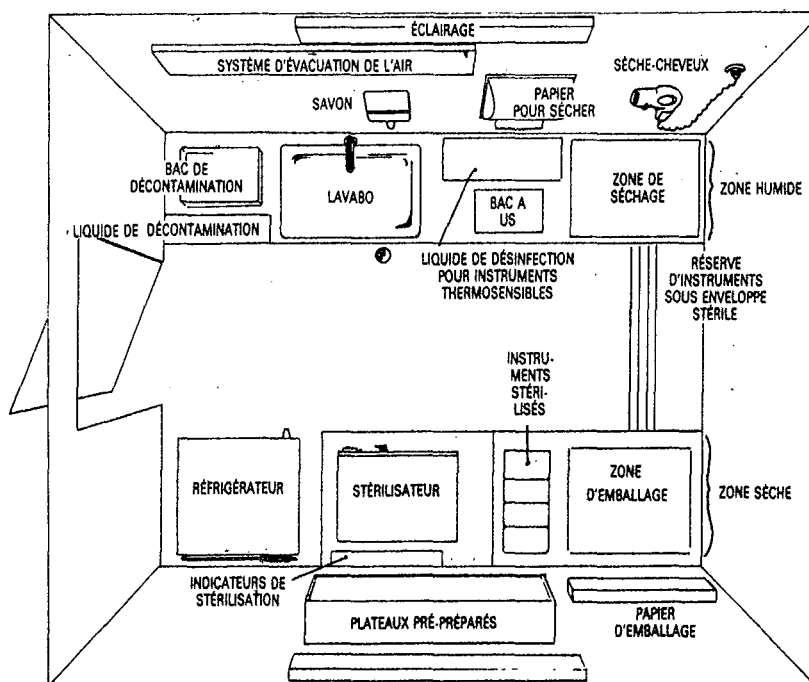 ÉCLAIRAGE
SYSTÈME D'ÉVACUATION DE L'AIR
SÈCHE-CHEVEUX
SAVON
PAPIER
POUR SÉCHER
BAC DE
DÉCONTAMINATION
LAVABO
BAC A
US
ZONE DE
SÉCHAGE
ZONE HUMIDE
LIQUIDE DE DÉCONTAMINATION
LIQUIDE DE DÉSINFECTION
POUR INSTRUMENTS
THERMOSENSIBLES
RÉSERVE
D'INSTRUMENTS
SOUS ENVELOPPE
STÉRILE
INSTRU-
MENTS
STÉRI-
LISÉS
RÉFRIGÉRATEUR
STÉRILISATEUR
ZONE
D'EMBALLAGE
ZONE SÈCHE
INDICATEURS DE
STÉRILISATION
PLATEAUX PRÉ-PRÉPARÉS
PAPIER
D'EMBALLAGE